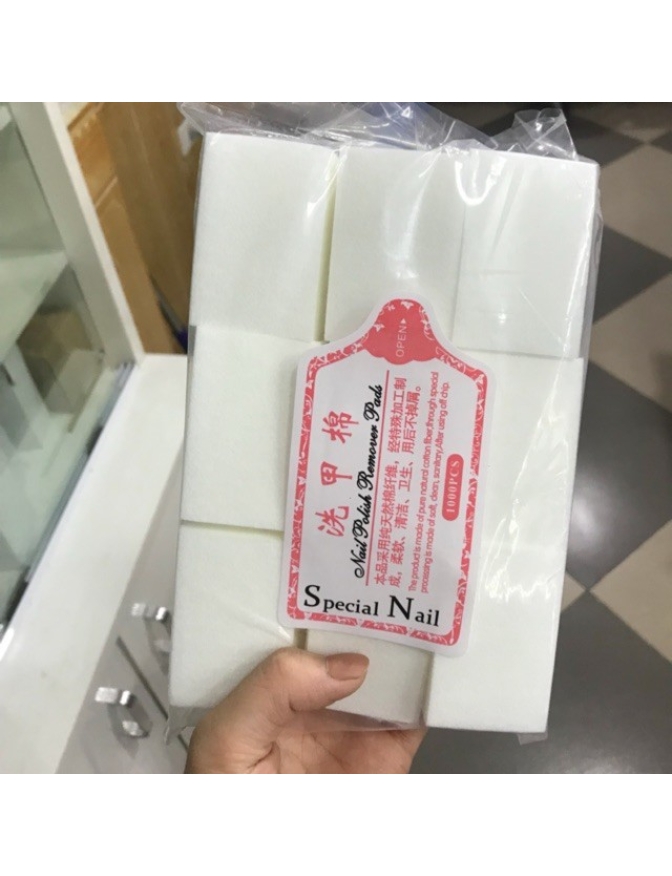 OPEN
洗甲棉
Nail Polish Remover Pads
本品采用纯天然棉纤维，经特殊加工制
成，柔软、清洁、卫生、用后不掉屑。
The product is made of pure natural cotton fiber,through special
processing is made of salt, clean, sanitary,After using off chip.
1000PCS
Special Nail